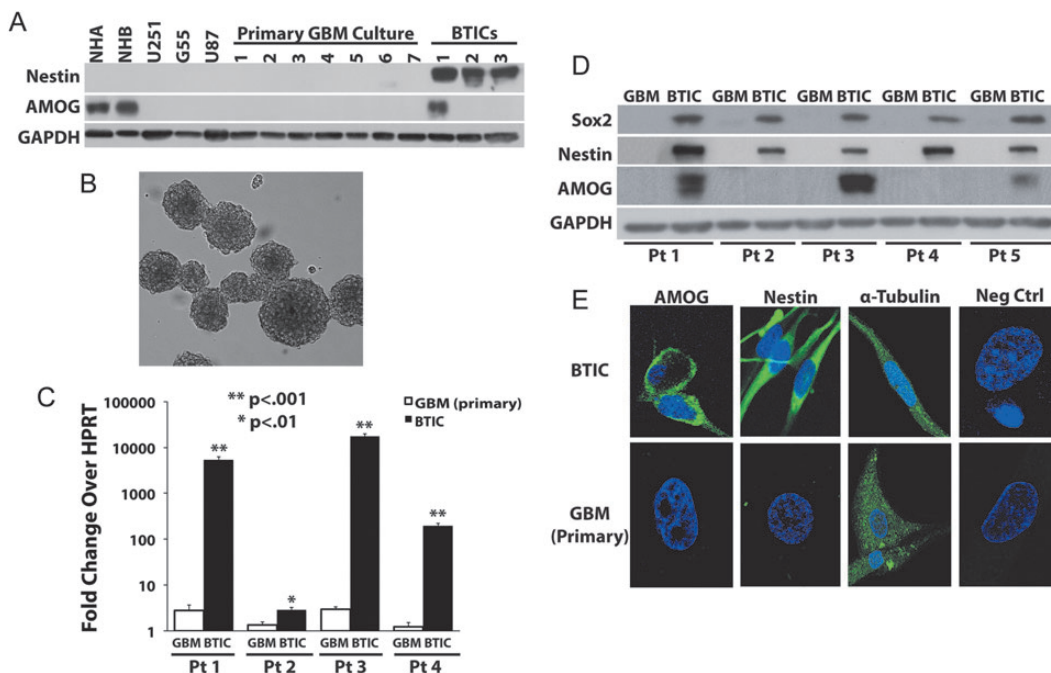 A
NHA NHB U251 G55 U87 Primary GBM Culture BTICs
1 2 3 4 5 6 7 1 2 3
Nestin
AMOG
GAPDH
B
C
** p<.001
* p<.01
GBM (primary)
BTIC
Fold Change Over HPRT
100000
10000
1000
100
10
1
** * ** **
GBM BTIC GBM BTIC GBM BTIC GBM BTIC
Pt 1 Pt 2 Pt 3 Pt 4
D
GBM BTIC GBM BTIC GBM BTIC GBM BTIC GBM BTIC
Sox2
Nestin
AMOG
GAPDH
Pt 1 Pt 2 Pt 3 Pt 4 Pt 5
E
AMOG Nestin α-Tubulin Neg Ctrl
BTIC
GBM
(Primary)